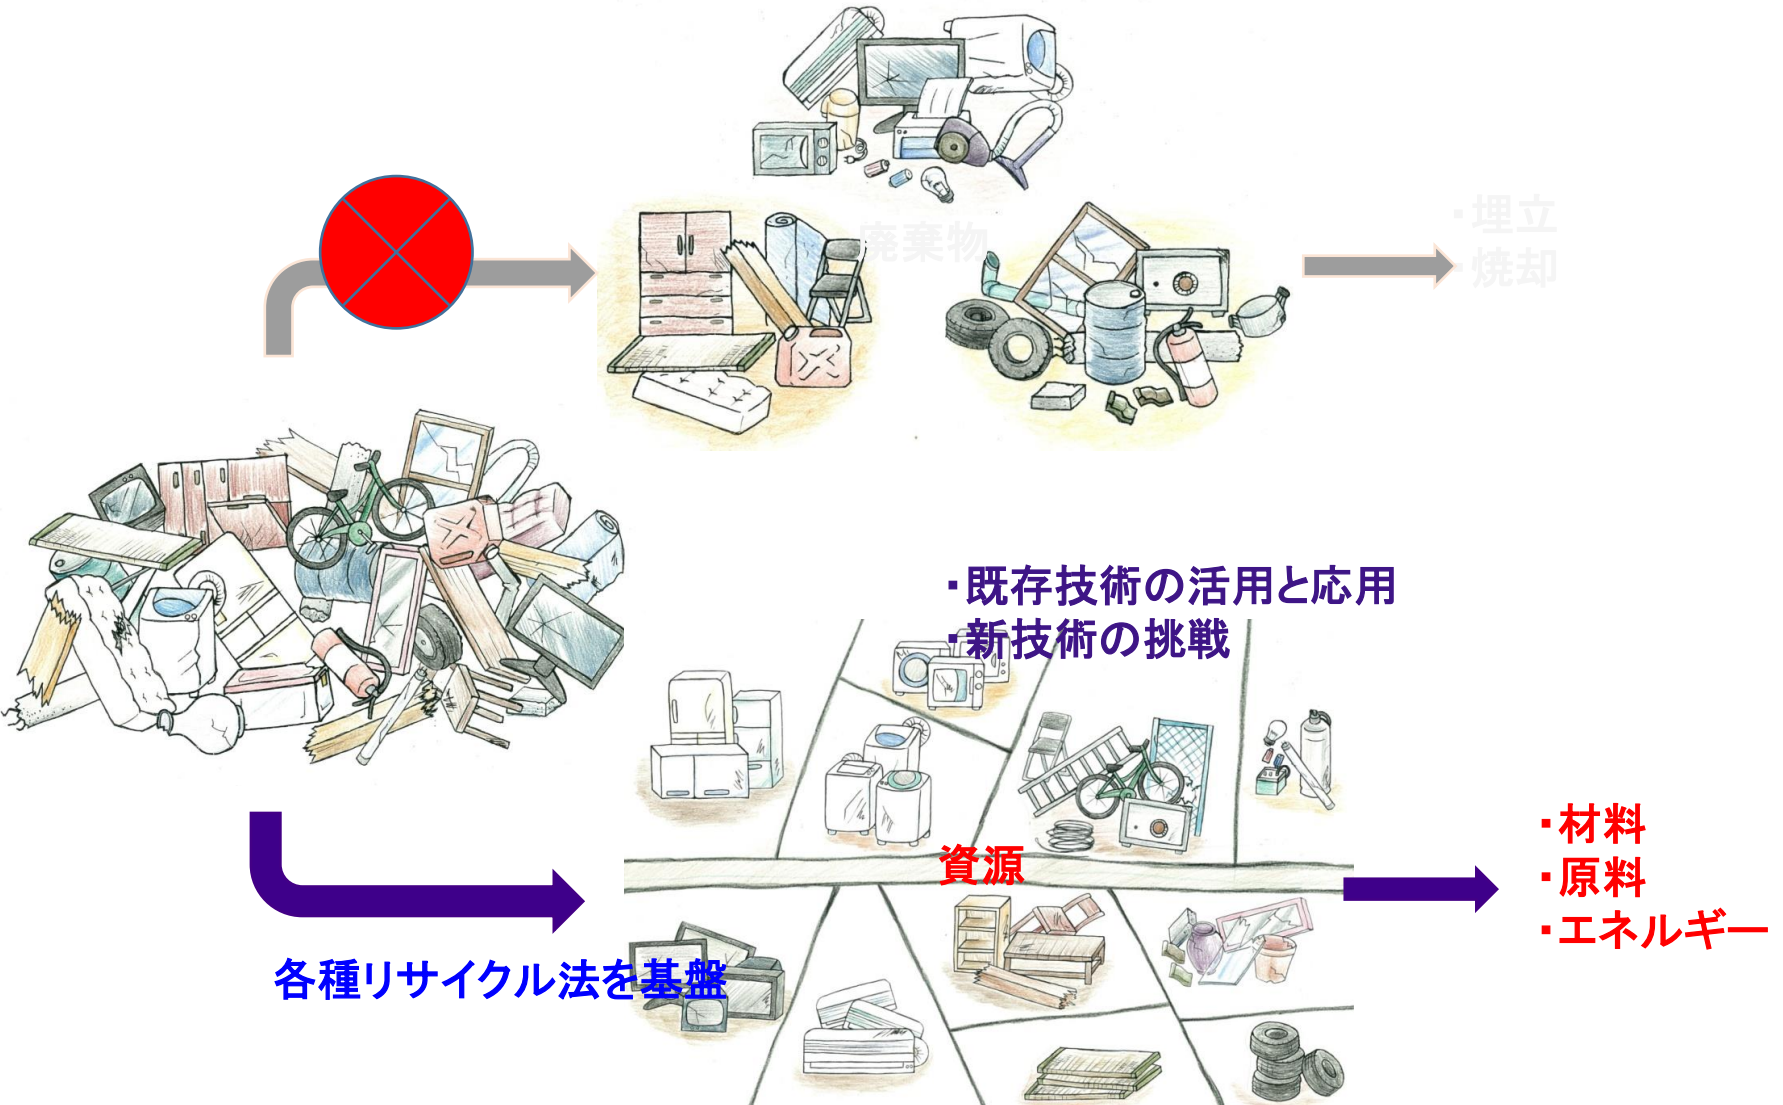 廃棄物
・埋立
・焼却
・既存技術の活用と応用
・新技術の挑戦
資源
・材料
・原料
・エネルギー
各種リサイクル法を基盤